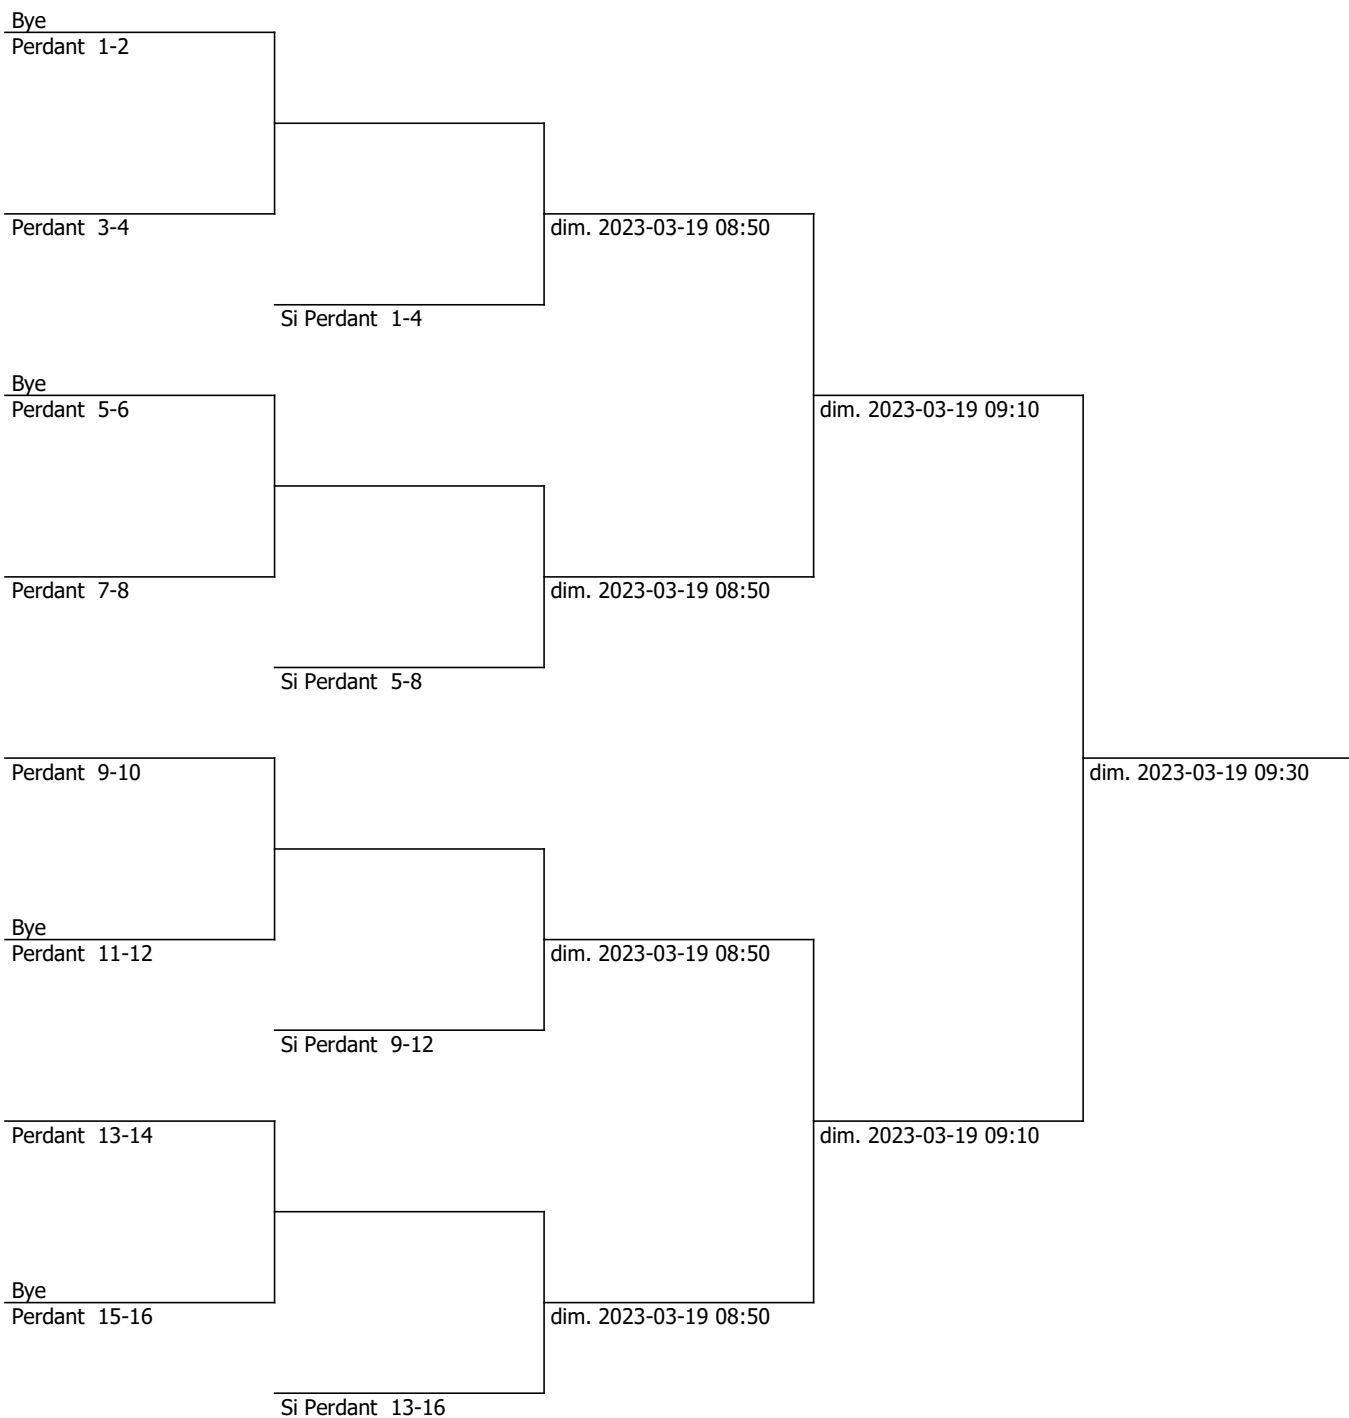 Bye
Perdant 1-2
Perdant 3-4
dim. 2023-03-19 08:50
Si Perdant 1-4
Bye
Perdant 5-6
dim. 2023-03-19 09:10
Perdant 7-8
dim. 2023-03-19 08:50
Si Perdant 5-8
Perdant 9-10
dim. 2023-03-19 09:30
Bye
Perdant 11-12
dim. 2023-03-19 08:50
Si Perdant 9-12
Perdant 13-14
dim. 2023-03-19 09:10
Bye
Perdant 15-16
dim. 2023-03-19 08:50
Si Perdant 13-16